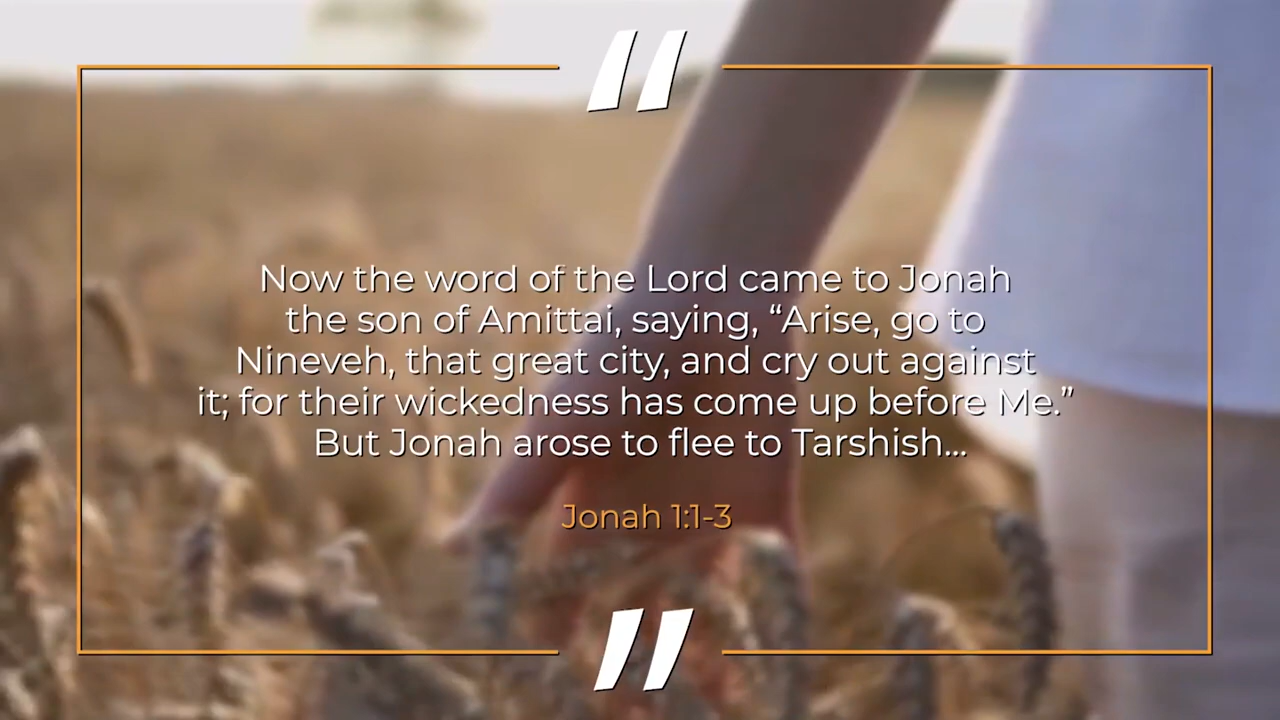 "
Now the word of the Lord came to Jonah
the son of Amittai, saying, “Arise, go to
Nineveh, that great city, and cry out against
it; for their wickedness has come up before Me.”
But Jonah arose to flee to Tarshish...
Jonah 1:1-3
"